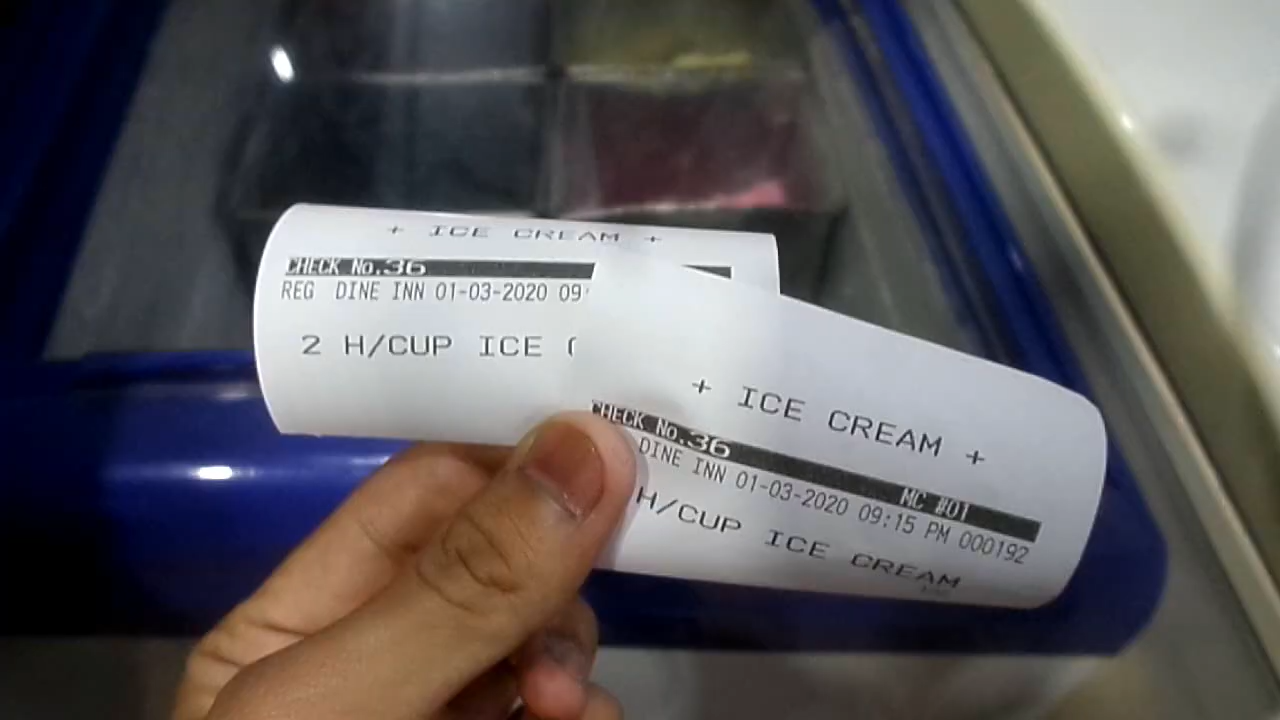 + ICE CREAM +
CHECK No.36
REG DINE INN 01-03-2020 09
2 H/CUP ICE
+ ICE CREAM +
CHECK No.36 MC #01
DINE INN 01-03-2020 09:15 PM 000192
H/CUP ICE CREAM